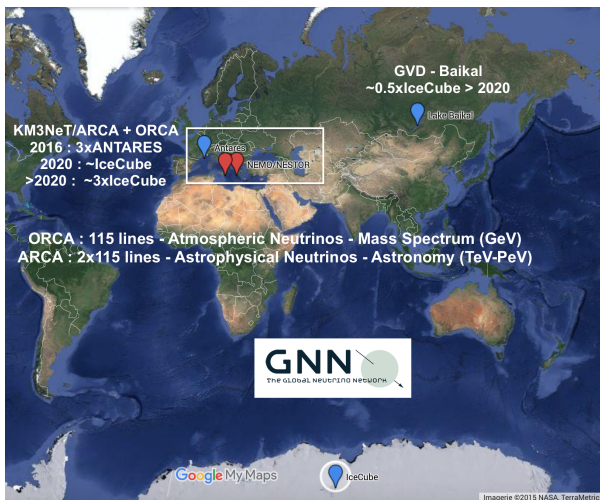 GVD - Baikal
~0.5xIceCube > 2020
Lake Baikal
KM3NeT/ARCA + ORCA
2016 : 3xANTARES
2020 : ~IceCube
>2020 : ~3xIceCube
Antares
NEMO/NESTOR
ORCA : 115 lines - Atmospheric Neutrinos - Mass Spectrum (GeV)
ARCA : 2x115 lines - Astrophysical Neutrinos - Astronomy (TeV-PeV)
GNN
The Global Neutrino Network
Google My Maps
IceCube
Imagerie ©2015 NASA, TerraMetric